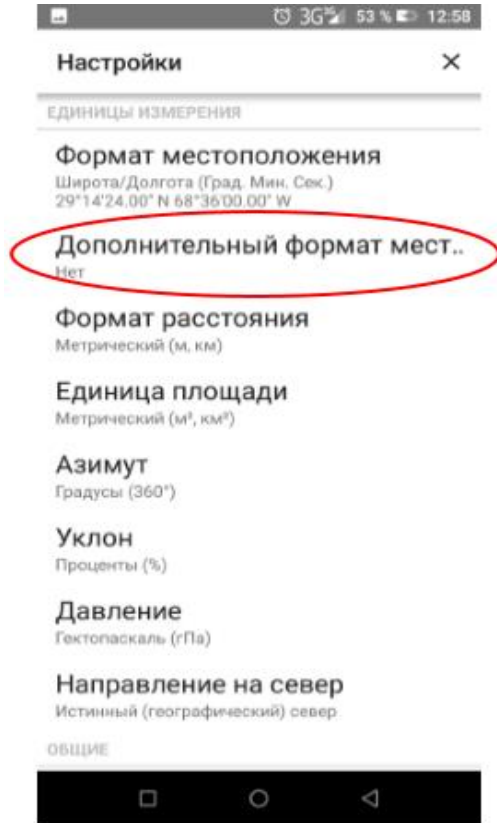 3G 53 % 12:58
Настройки
ЕДИНИЦЫ ИЗМЕРЕНИЯ
Формат местоположения
Широта/Долгота (Град. Мин. Сек.)
29°14'24.00" N 68°36'00.00" W
Дополнительный формат мест..
Нет
Формат расстояния
Метрический (м, км)
Единица площади
Метрический (м², км²)
Азимут
Градусы (360°)
Уклон
Проценты (%)
Давление
Гектопаскаль (гПа)
Направление на север
Истинный (географический) север
ОБЩИЕ